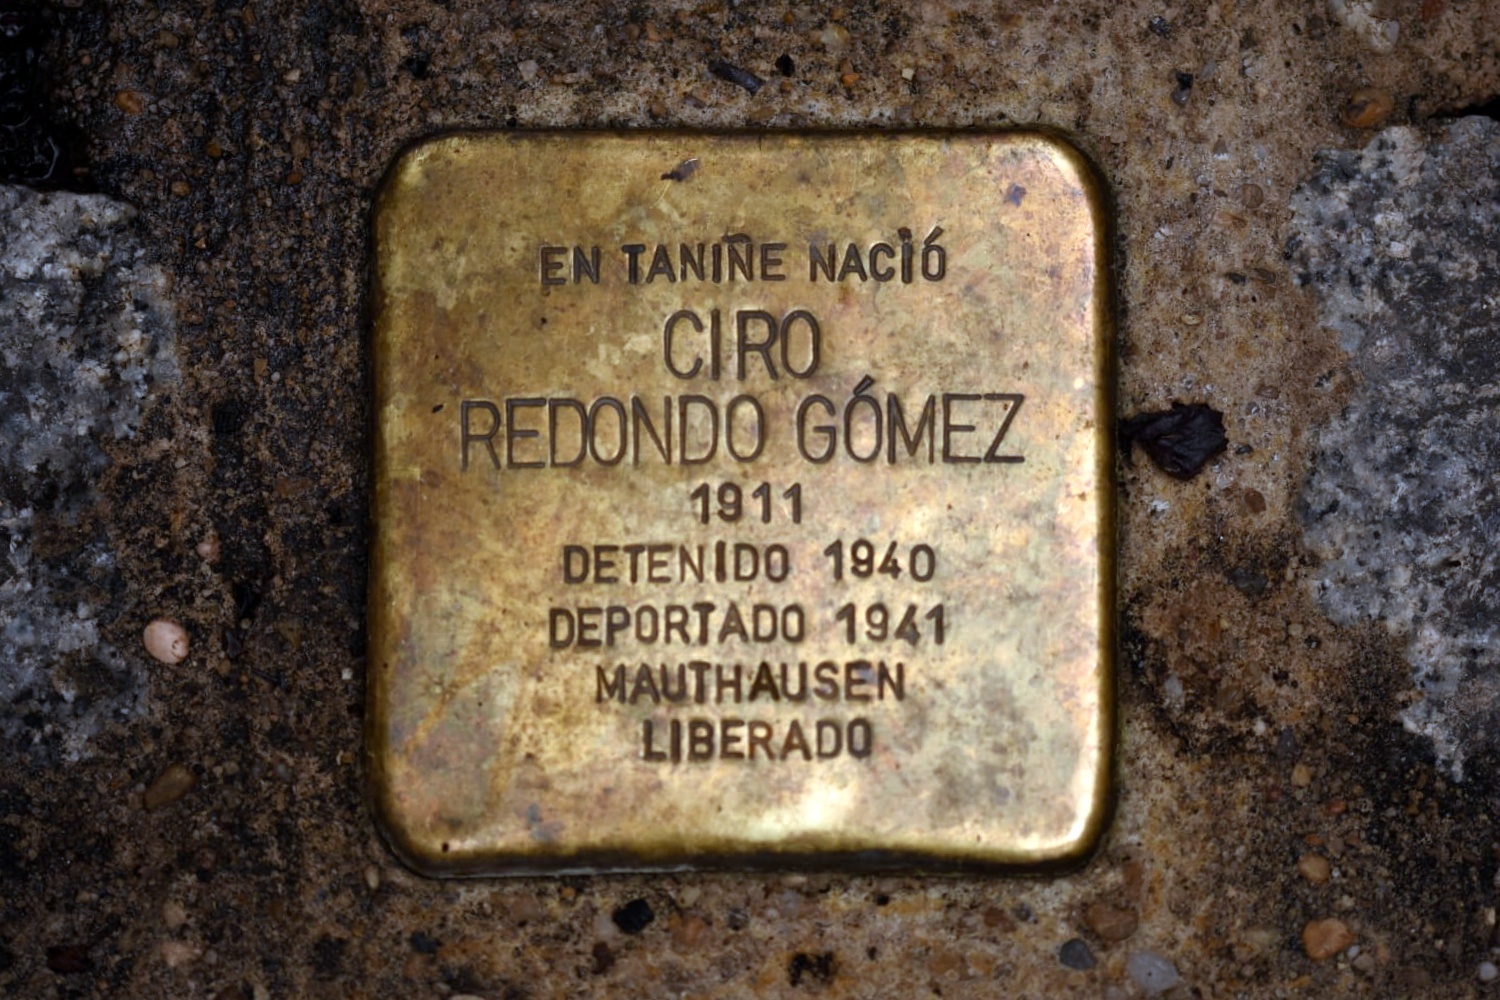 EN TANIÑE NACIÓ
CIRO
REDONDO GÓMEZ
1911
DETENIDO 1940
DEPORTADO 1941
MAUTHAUSEN
LIBERADO